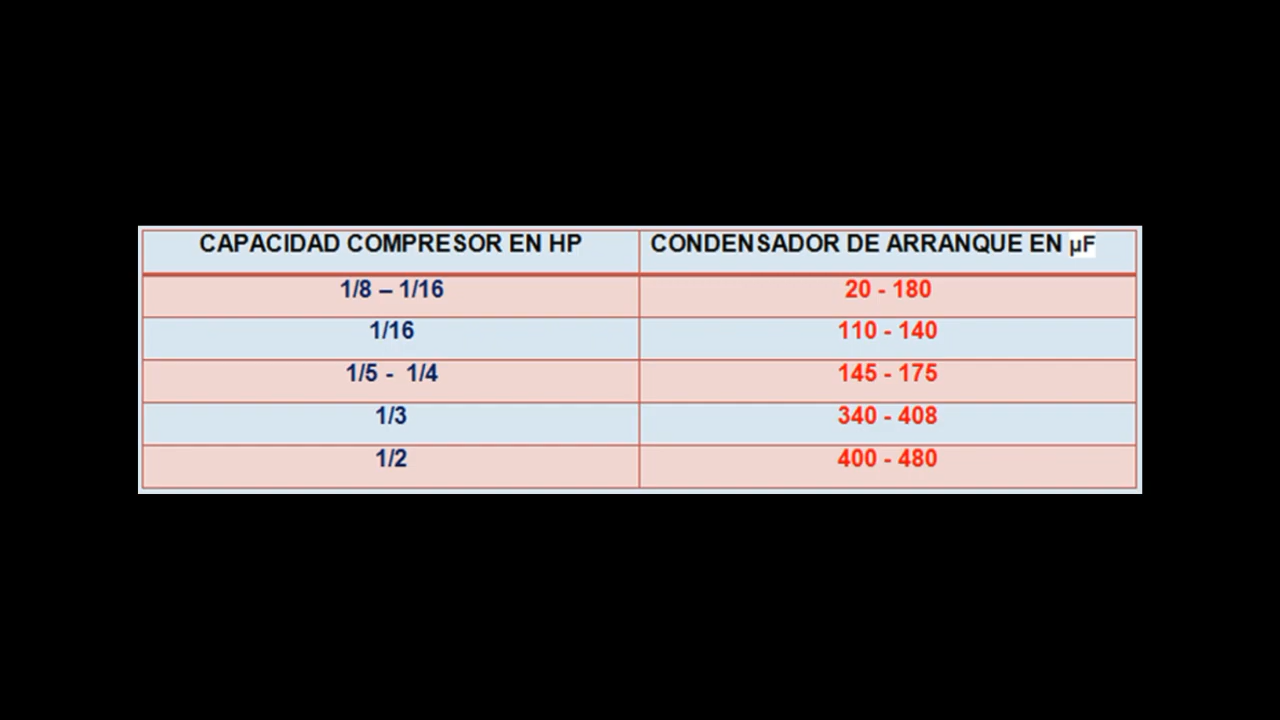 CAPACIDAD COMPRESOR EN HP CONDENSADOR DE ARRANQUE EN µF
1/8 – 1/16 20 - 180
1/16 110 - 140
1/5 - 1/4 145 - 175
1/3 340 - 408
1/2 400 - 480